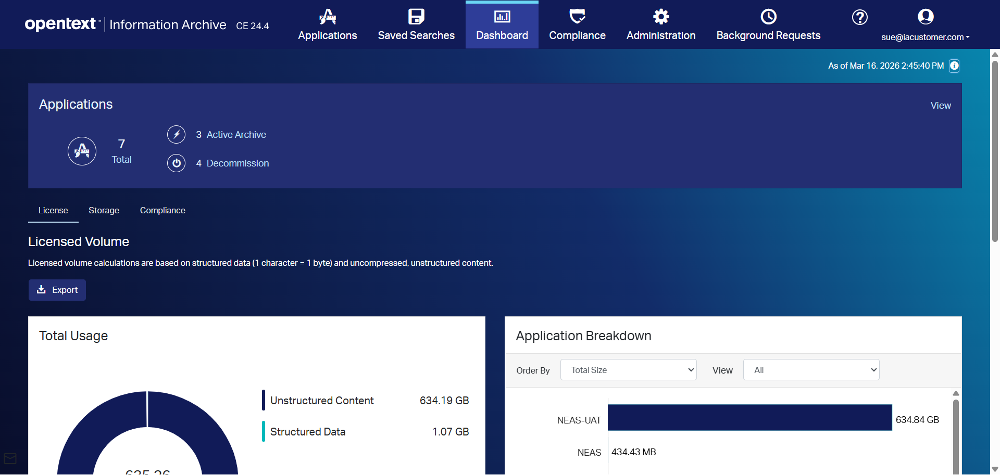 opentext™ | Information Archive CE 24.4
Applications
Saved Searches
Dashboard
Compliance
Administration
Background Requests
sue@iacustomer.com
As of Mar 16, 2026 2:45:40 PM
Applications
View
7
Total
3 Active Archive
4 Decommission
License
Storage
Compliance
Licensed Volume
Licensed volume calculations are based on structured data (1 character = 1 byte) and uncompressed, unstructured content.
Export
Total Usage
Unstructured Content 634.19 GB
Structured Data 1.07 GB
635.26
Application Breakdown
Order By Total Size View All
NEAS-UAT 634.84 GB
NEAS 434.43 MB